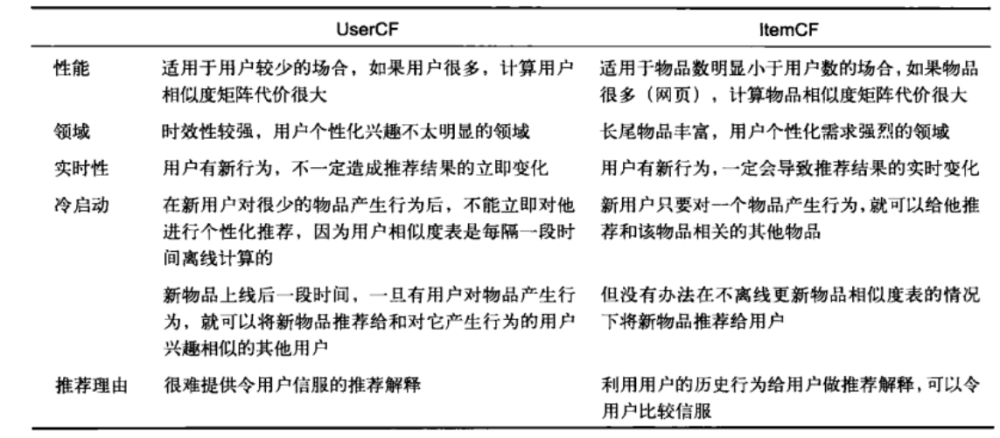 UserCF ItemCF
性能 适用于用户较少的场合，如果用户很多，计算用户 适用于物品数明显小于用户数的场合，如果物品
相似度矩阵代价很大 很多（网页），计算物品相似度矩阵代价很大
领域 时效性较强，用户个性化兴趣不太明显的领域 长尾物品丰富，用户个性化需求强烈的领域
实时性 用户有新行为，不一定造成推荐结果的立即变化 用户有新行为，一定会导致推荐结果的实时变化
冷启动 在新用户对很少的物品产生行为后，不能立即对他 新用户只要对一个物品产生行为，就可以给他推
进行个性化推荐，因为用户相似度表是每隔一段时 荐和该物品相关的其他物品
间离线计算的
新物品上线后一段时间，一旦有用户对物品产生行 但没有办法在不离线更新物品相似度表的情况
为，就可以将新物品推荐给和对它产生行为的用户 下将新物品推荐给用户
兴趣相似的其他用户
推荐理由 很难提供令用户信服的推荐解释 利用用户的历史行为给用户做推荐解释，可以令
用户比较信服